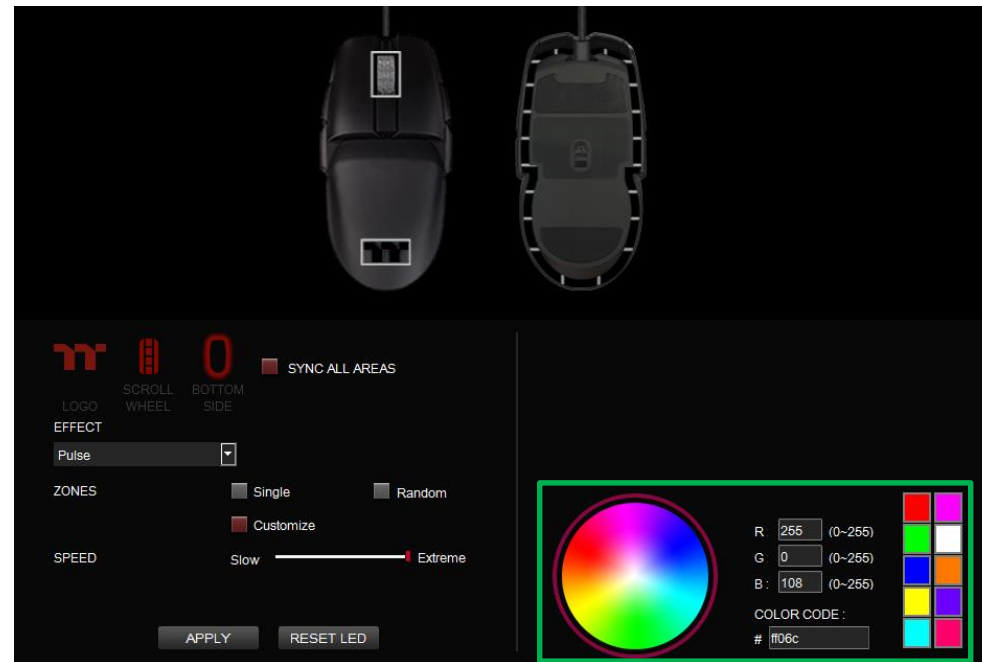 SYNC ALL AREAS
LOGO
SCROLL WHEEL
BOTTOM SIDE
EFFECT
Pulse
ZONES
Single
Random
Customize
SPEED
Slow
Extreme
APPLY
RESET LED
R 255 (0~255)
G 0 (0~255)
B: 108 (0~255)
COLOR CODE :
# ff06c